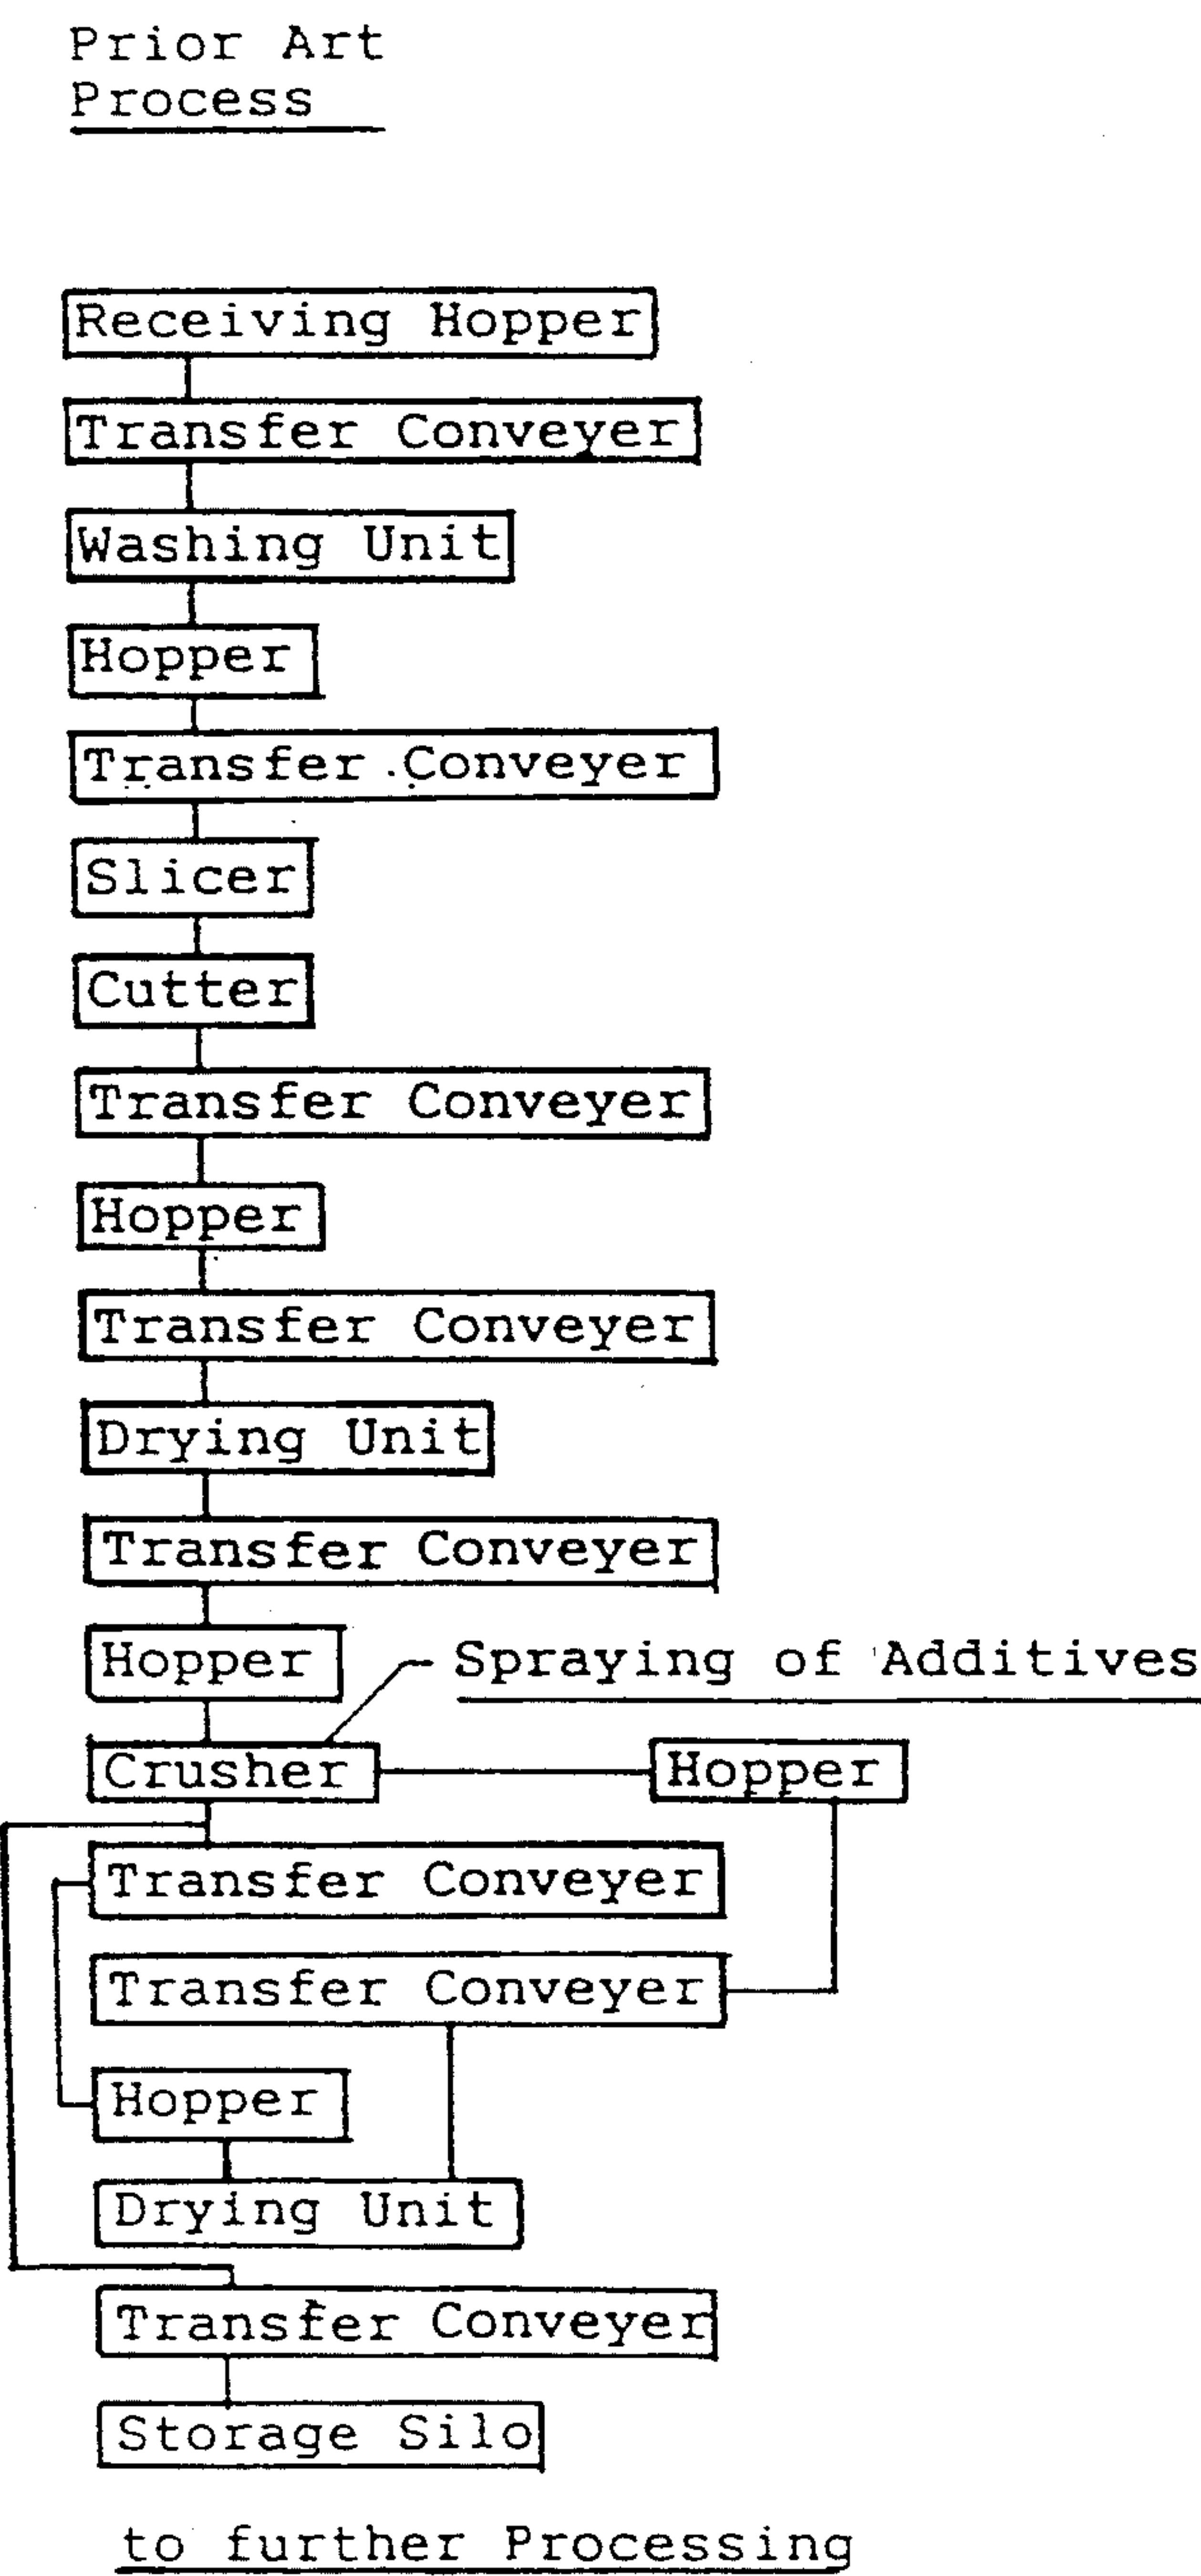 Prior Art
Process
Receiving Hopper
Transfer Conveyer
Washing Unit
Hopper
Transfer Conveyer
Slicer
Cutter
Transfer Conveyer
Hopper
Transfer Conveyer
Drying Unit
Transfer Conveyer
Hopper
Spraying of Additives
Crusher
Hopper
Transfer Conveyer
Transfer Conveyer
Hopper
Drying Unit
Transfer Conveyer
Storage Silo
to further Processing